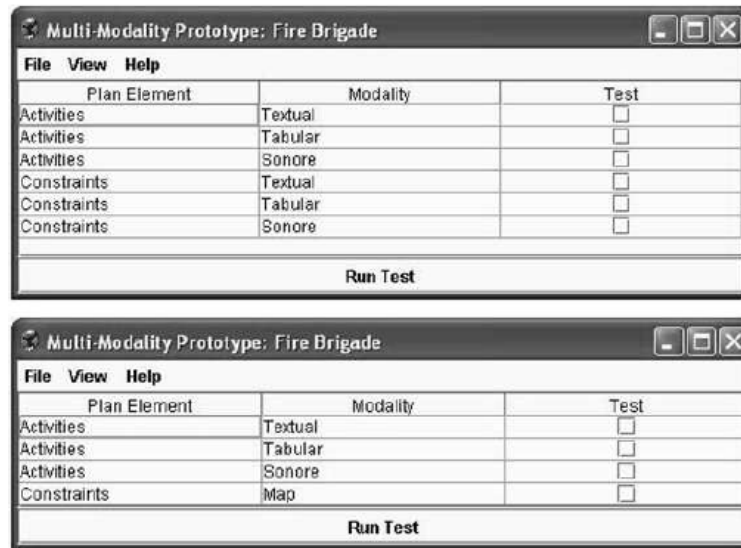 Multi-Modality Prototype: Fire Brigade
File View Help
Plan Element Modality Test
Activities Textual
Activities Tabular
Activities Sonore
Constraints Textual
Constraints Tabular
Constraints Sonore
Run Test
Multi-Modality Prototype: Fire Brigade
File View Help
Plan Element Modality Test
Activities Textual
Activities Tabular
Activities Sonore
Constraints Map
Run Test